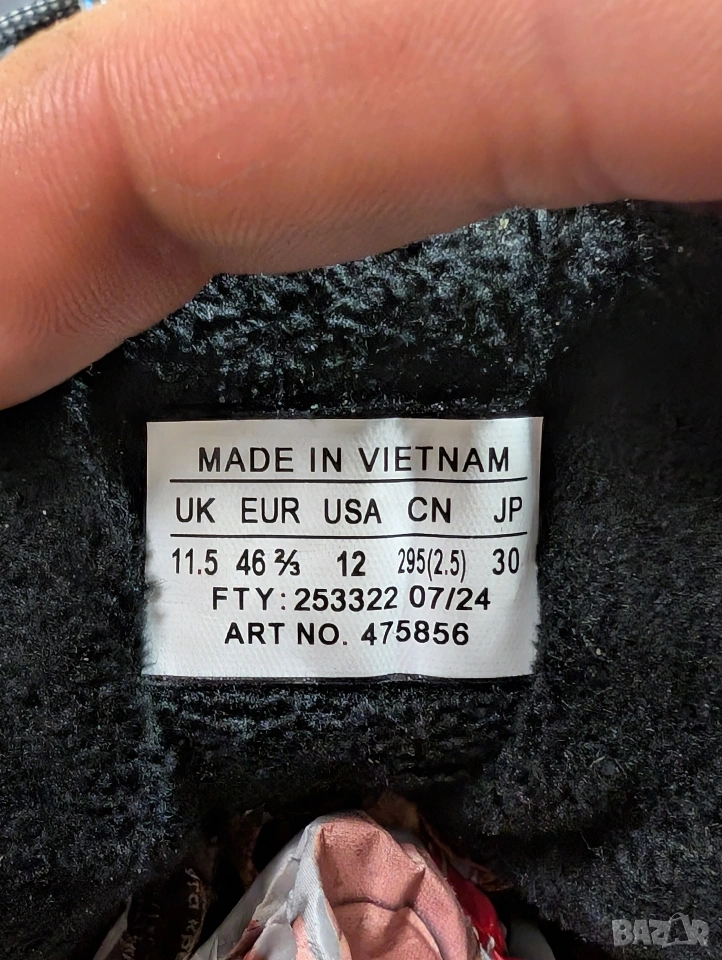 MADE IN VIETNAM
UK EUR USA CN JP
11.5 46 ⅔ 12 295(2.5) 30
FTY: 253322 07/24
ART NO. 475856
BAZAR